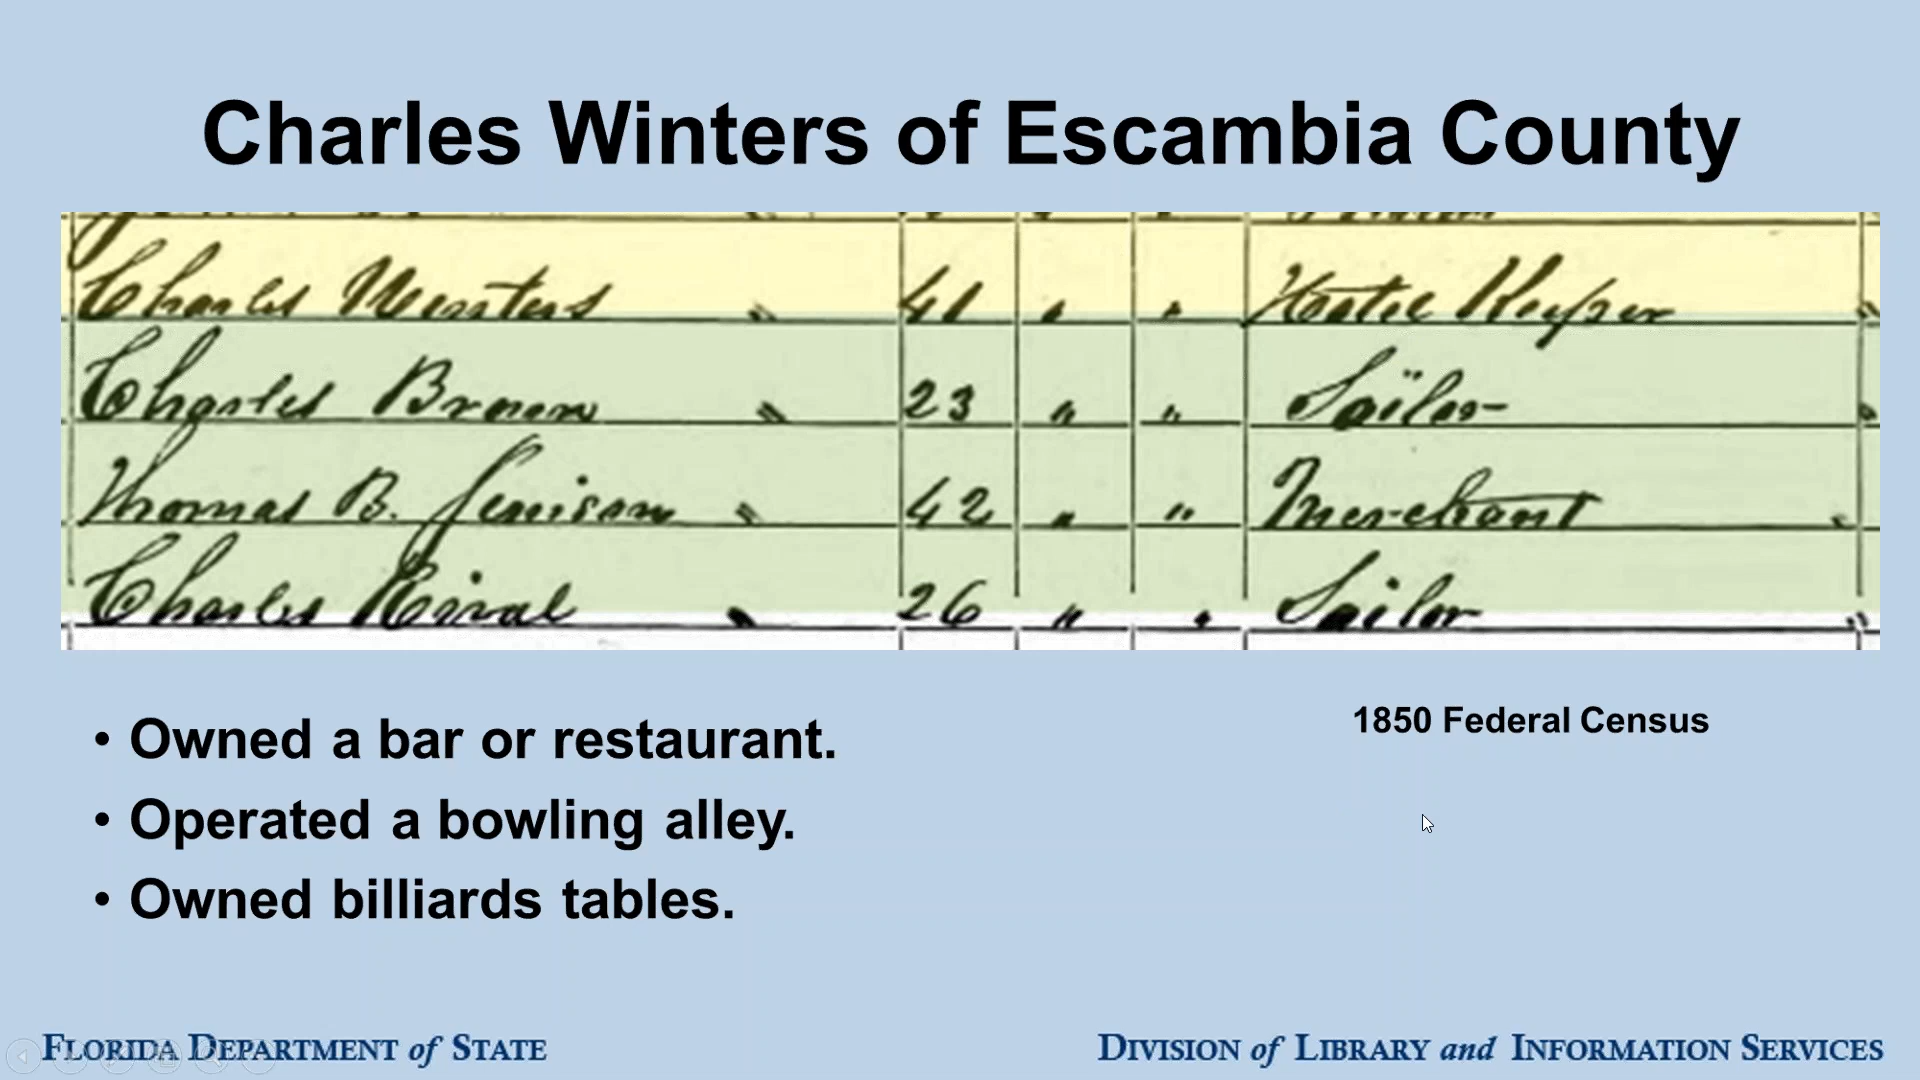 Charles Winters of Escambia County
Charles Winters " 41 " " Hotel Keeper "
Charles Brown " 23 " " Sailor "
Thomas B. " 42 " " Merchant "
Charles " 26 " " Sailor "
• Owned a bar or restaurant.
1850 Federal Census
• Operated a bowling alley.
• Owned billiards tables.
FLORIDA DEPARTMENT of STATE
DIVISION of LIBRARY and INFORMATION SERVICES